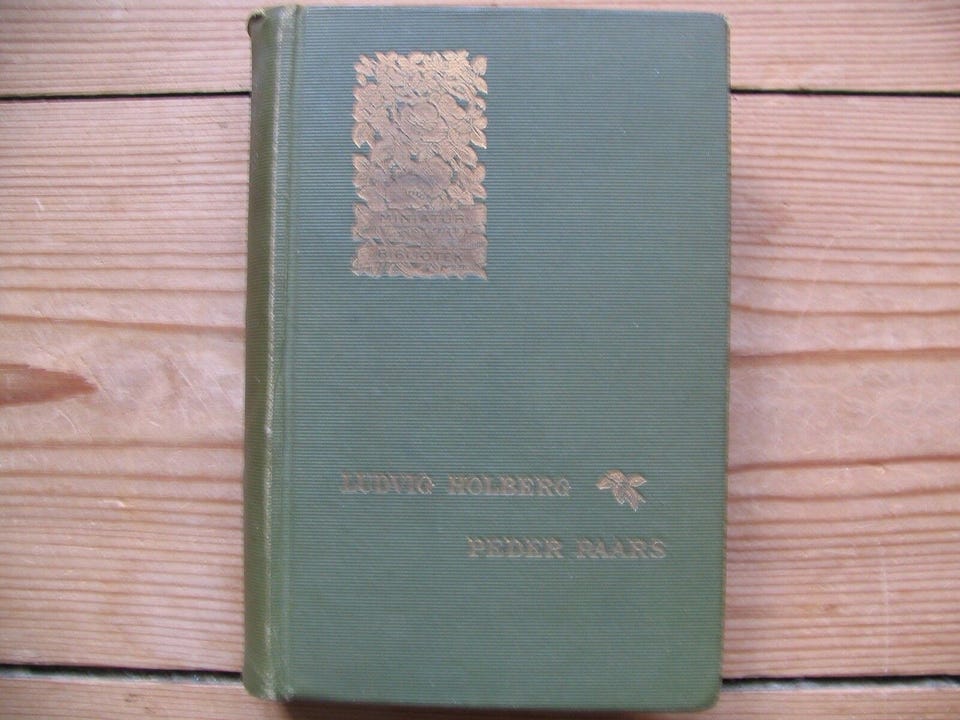 MINIATUR
BIBLIOTEK
LUDVIG HOLBERG
PEDER PAARS